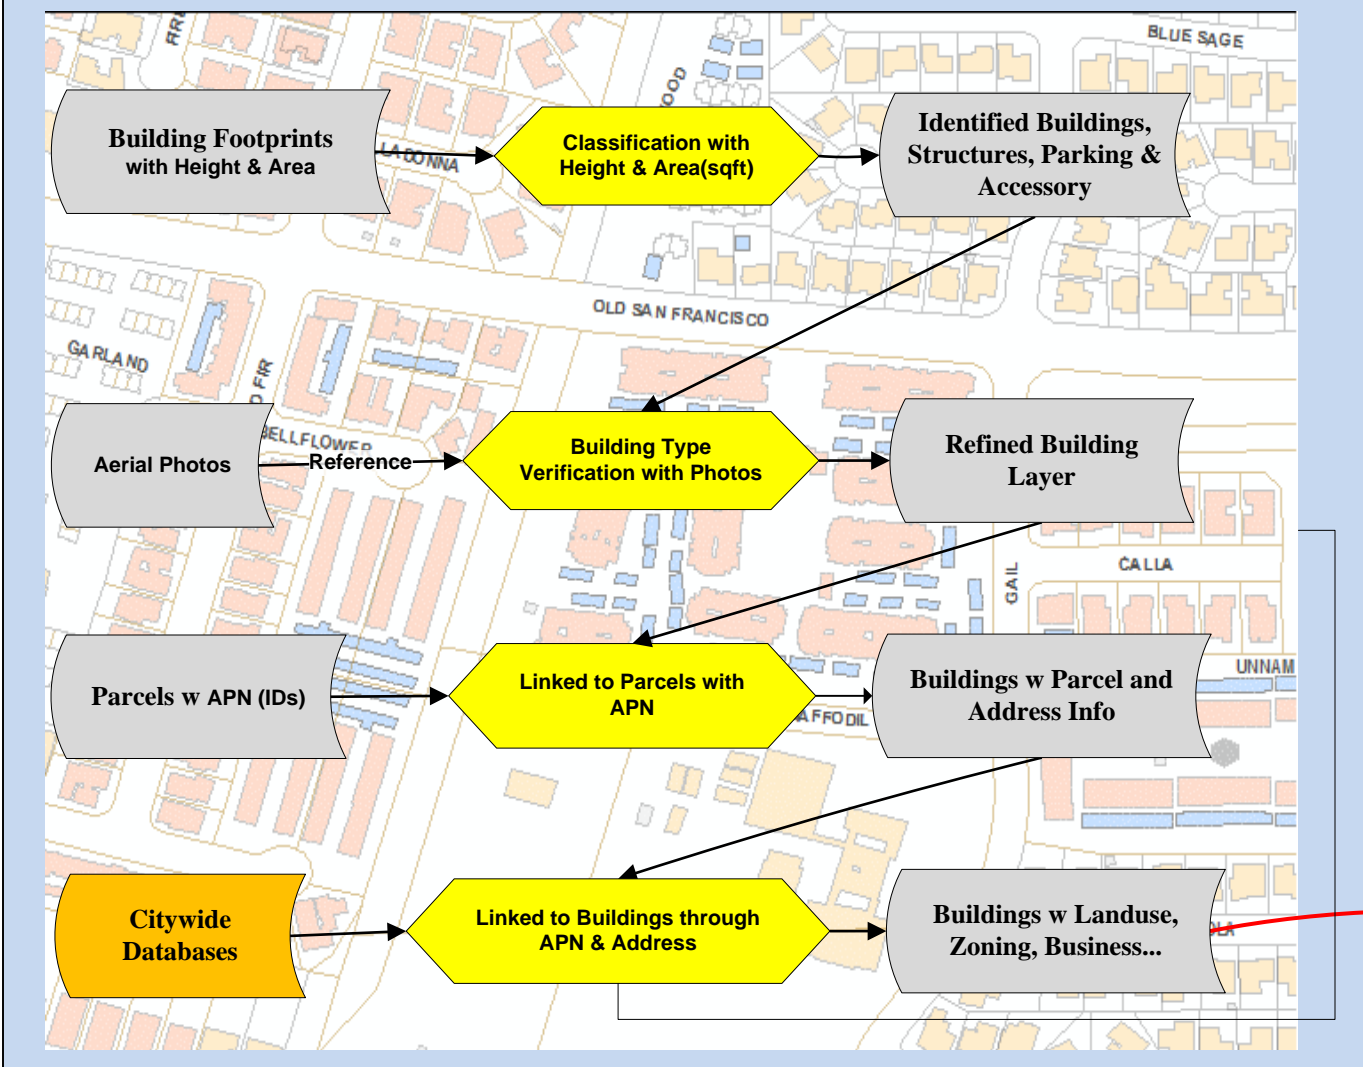 BLUE SAGE
OOD
Building Footprints
with Height & Area
LA DONNA
Classification with
Height & Area(sqft)
Identified Buildings,
Structures, Parking &
Accessory
OLD SAN FRANCISCO
GARLAND
FIR
BELLFLOWER
Aerial Photos
Reference
Building Type
Verification with Photos
Refined Building
Layer
CALLA
GAIL
Parcels w APN (IDs)
Linked to Parcels with
APN
Buildings w Parcel and
Address Info
UNNAM
AFFODIL
Citywide
Databases
Linked to Buildings through
APN & Address
Buildings w Landuse,
Zoning, Business...